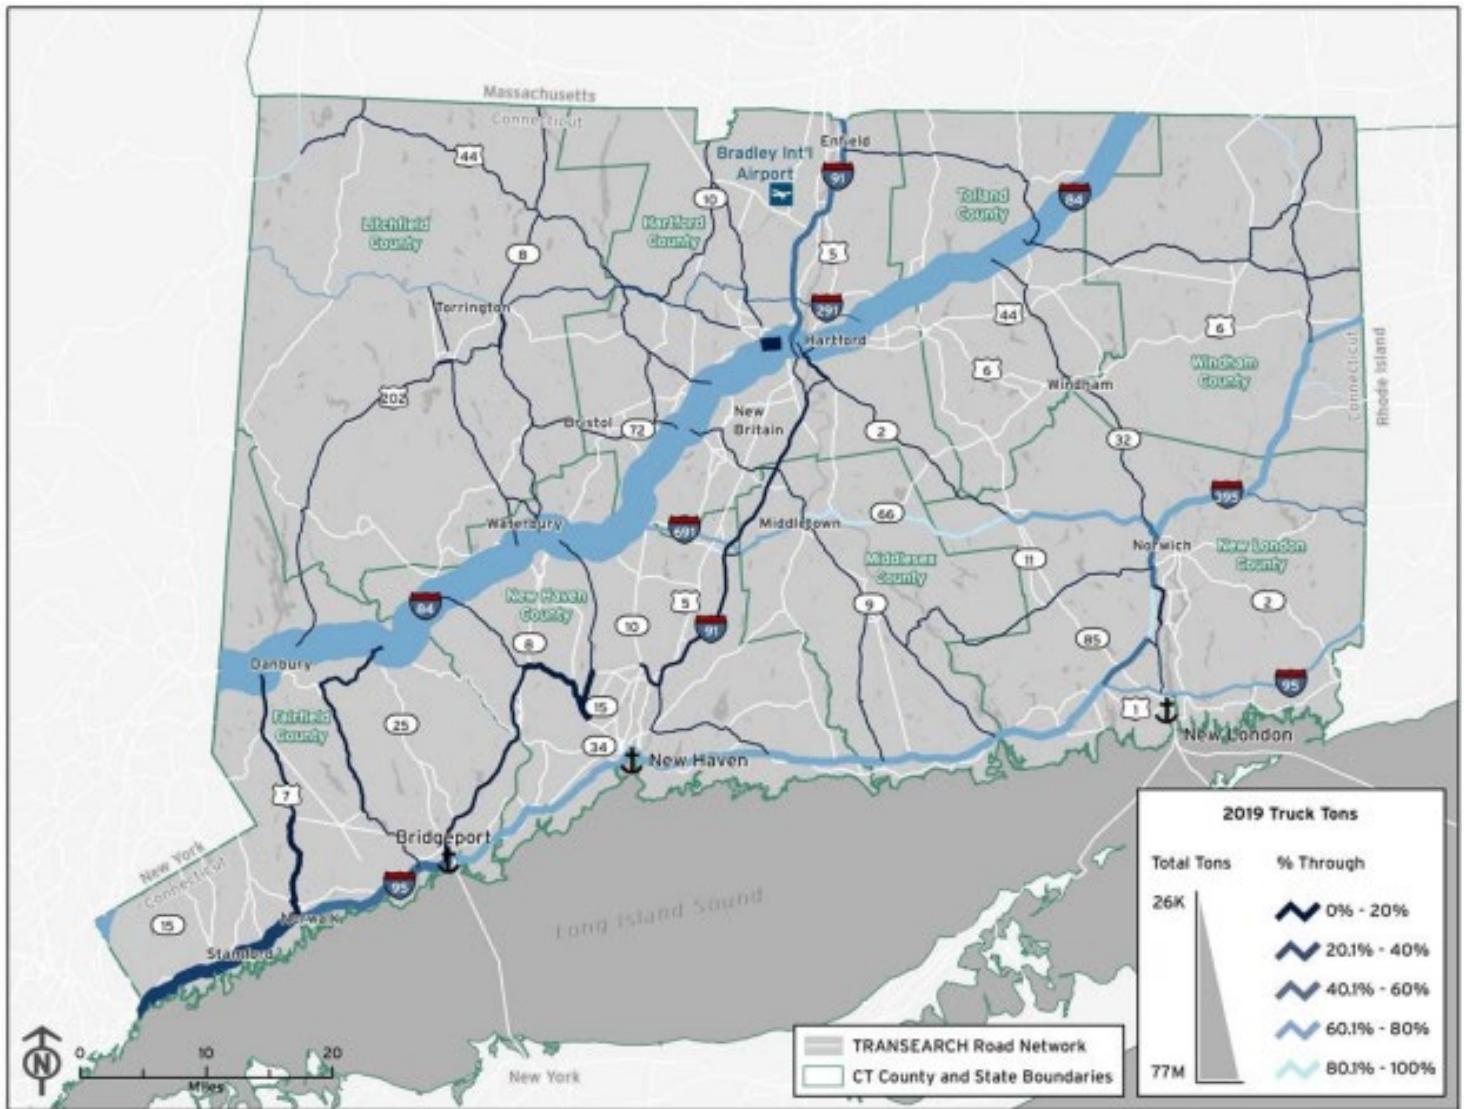 Massachusetts
Connecticut
Enfield
Bradley Int'l
Airport
91
44
10
84
Tolland
County
Litchfield
County
Hartford
County
8
5
Torrington
291
44
6
Hartford
6
Windham
County
Connecticut
Rhode Island
202
Windham
New
Britain
Bristol
72
2
32
395
Waterbury
691
Middletown
66
Norwich
New London
County
Middlesex
County
11
84
New Haven
County
5
9
2
10
91
8
85
Danbury
95
15
1
Fairfield
County
25
34
New Haven
New London
7
Bridgeport
New York
Connecticut
95
15
Norwalk
Stamford
Long Island Sound
2019 Truck Tons
Total Tons
% Through
26K
77M
0% - 20%
20.1% - 40%
40.1% - 60%
60.1% - 80%
80.1% - 100%
TRANSEARCH Road Network
CT County and State Boundaries
N
0 10 20
Miles
New York